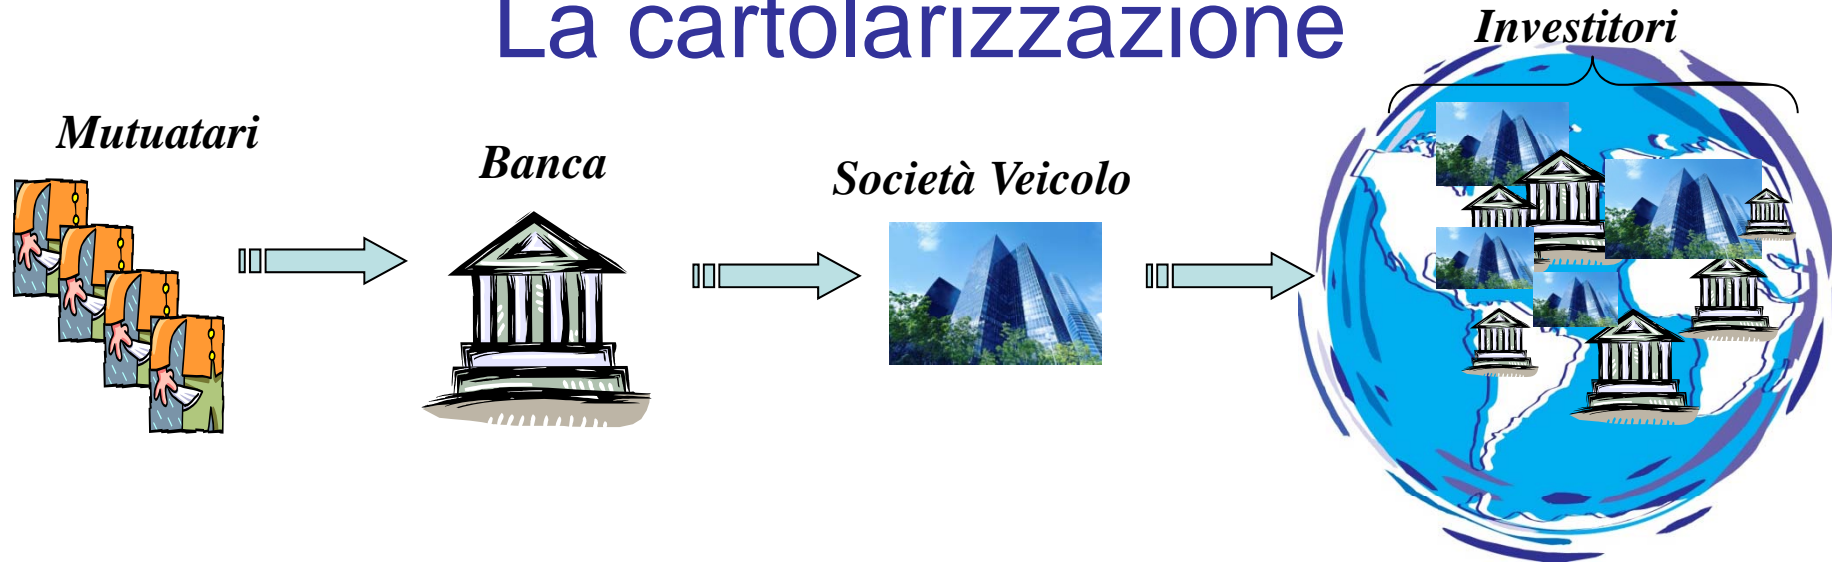 La cartolarizzazione
Investitori
Mutuatari
Banca
Società Veicolo